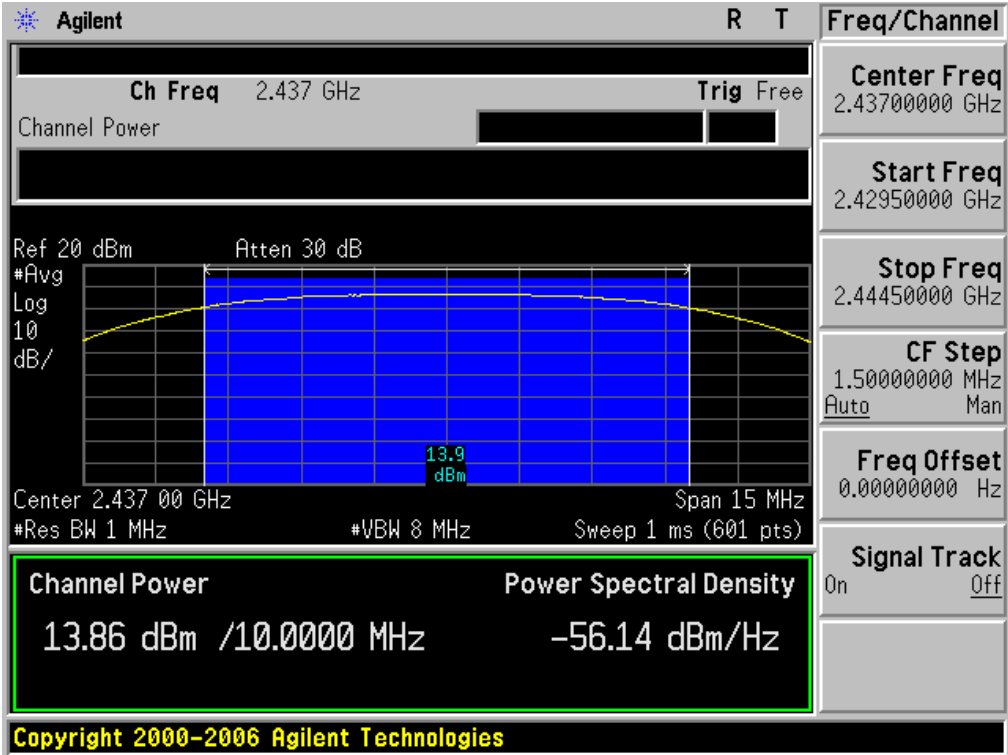 Agilent R T Freq/Channel
Ch Freq 2.437 GHz Trig Free
Channel Power
Center Freq
2.43700000 GHz
Start Freq
2.42950000 GHz
Stop Freq
2.44450000 GHz
CF Step
1.50000000 MHz
Auto Man
Freq Offset
0.00000000 Hz
Signal Track
On Off
Ref 20 dBm Atten 30 dB
#Avg
Log
10
dB/
13.9
dBm
Center 2.437 00 GHz Span 15 MHz
#Res BW 1 MHz #VBW 8 MHz Sweep 1 ms (601 pts)
Channel Power Power Spectral Density
13.86 dBm /10.0000 MHz -56.14 dBm/Hz
Copyright 2000-2006 Agilent Technologies